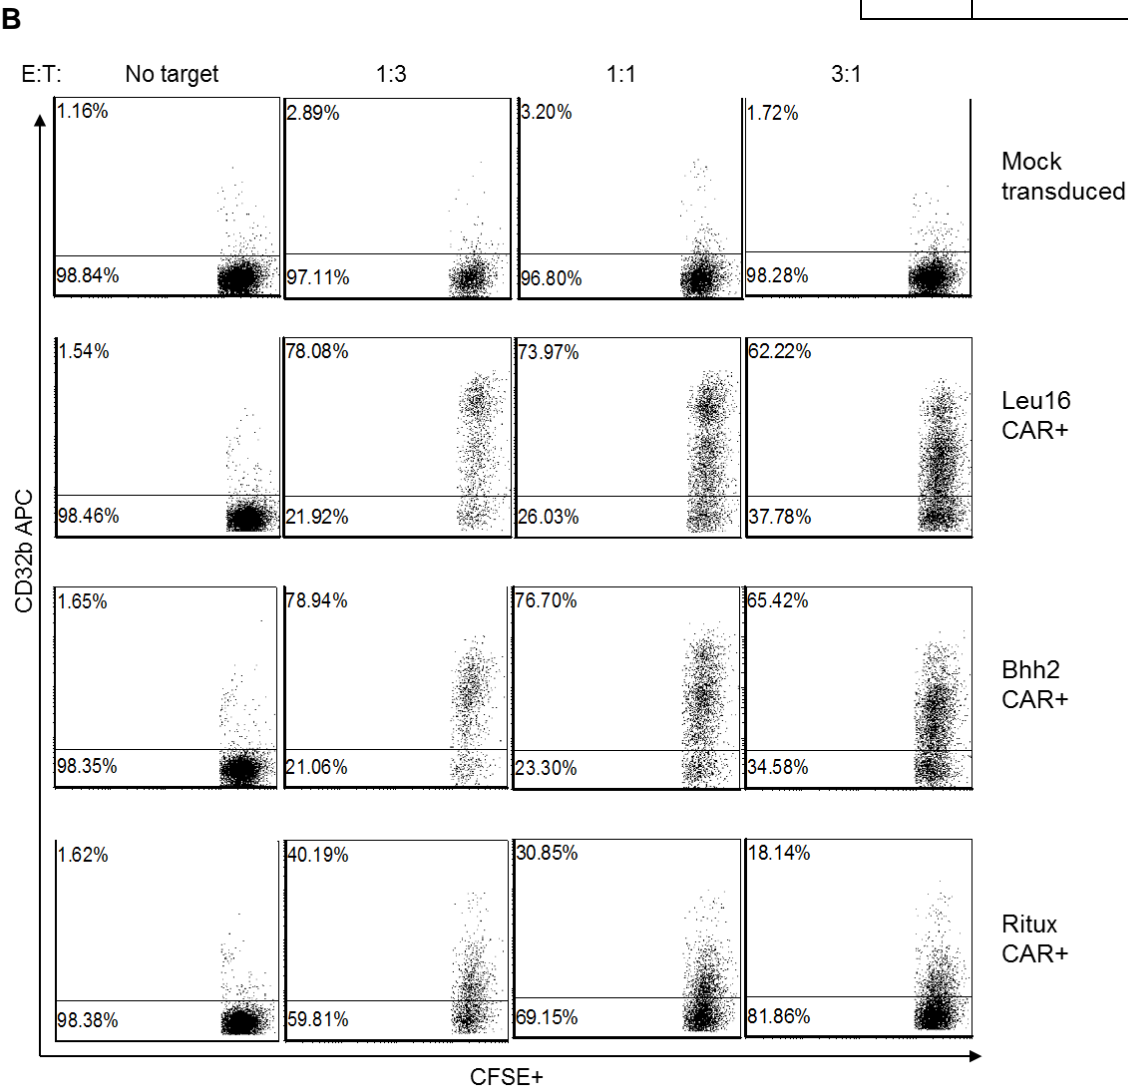 B
E:T: No target 1:3 1:1 3:1
1.16% 2.89% 3.20% 1.72%
Mock
transduced
98.84% 97.11% 96.80% 98.28%
1.54% 78.08% 73.97% 62.22%
Leu16
CAR+
98.46% 21.92% 26.03% 37.78%
CD32b APC
1.65% 78.94% 76.70% 65.42%
Bhh2
CAR+
98.35% 21.06% 23.30% 34.58%
1.62% 40.19% 30.85% 18.14%
Ritux
CAR+
98.38% 59.81% 69.15% 81.86%
CFSE+